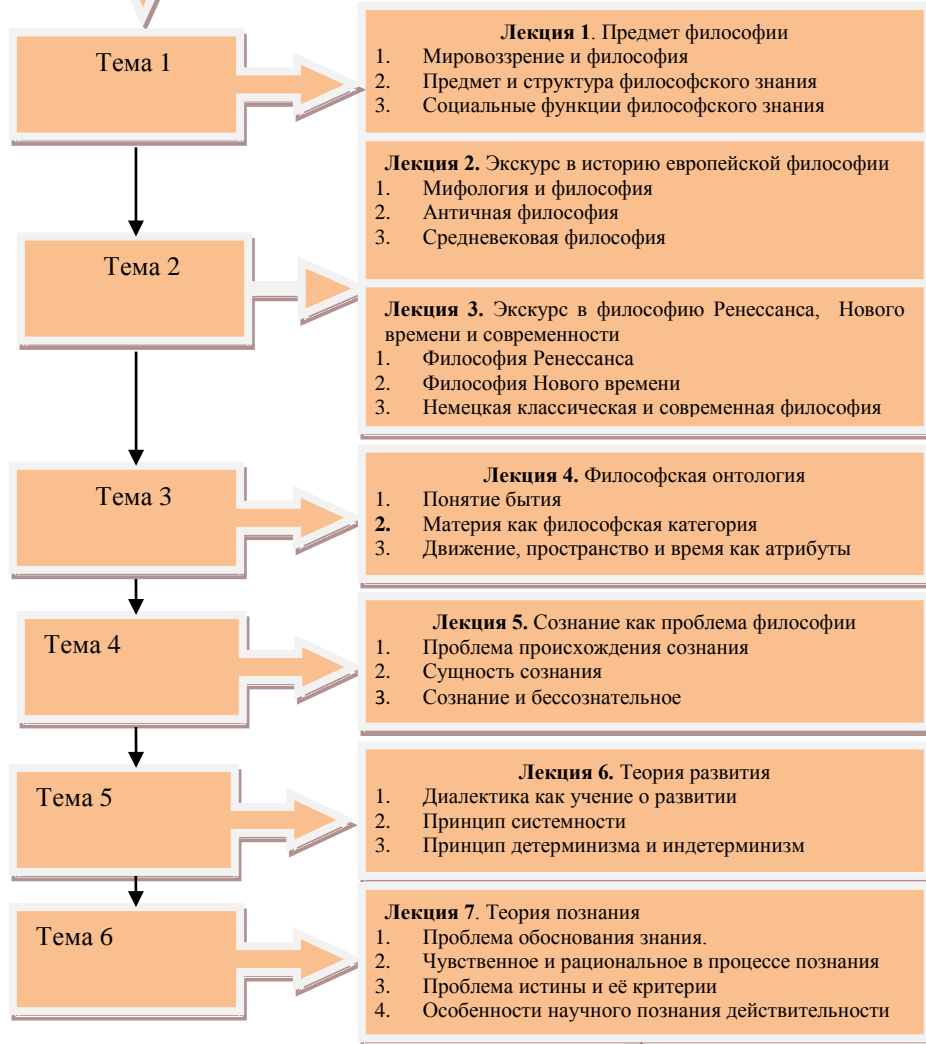 Тема 1
Лекция 1. Предмет философии
1. Мировоззрение и философия
2. Предмет и структура философского знания
3. Социальные функции философского знания
Тема 2
Лекция 2. Экскурс в историю европейской философии
1. Мифология и философия
2. Античная философия
3. Средневековая философия
Лекция 3. Экскурс в философию Ренессанса, Нового
времени и современности
1. Философия Ренессанса
2. Философия Нового времени
3. Немецкая классическая и современная философия
Тема 3
Лекция 4. Философская онтология
1. Понятие бытия
2. Материя как философская категория
3. Движение, пространство и время как атрибуты
Тема 4
Лекция 5. Сознание как проблема философии
1. Проблема происхождения сознания
2. Сущность сознания
3. Сознание и бессознательное
Тема 5
Лекция 6. Теория развития
1. Диалектика как учение о развитии
2. Принцип системности
3. Принцип детерминизма и индетерминизм
Тема 6
Лекция 7. Теория познания
1. Проблема обоснования знания.
2. Чувственное и рациональное в процессе познания
3. Проблема истины и её критерии
4. Особенности научного познания действительности